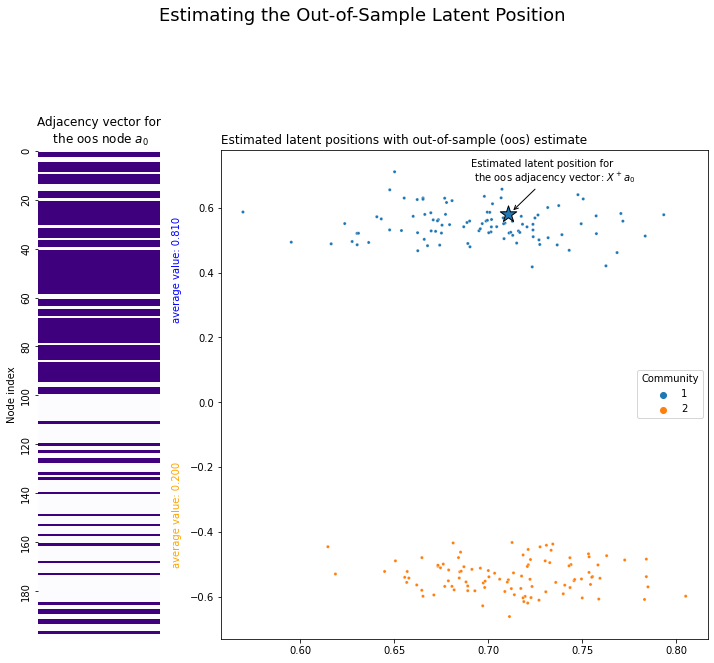 Estimating the Out-of-Sample Latent Position
Adjacency vector for
the oos node a₀
Node index
0
20
40
60
80
100
120
140
160
180
average value: 0.810
average value: 0.200
Estimated latent positions with out-of-sample (oos) estimate
Estimated latent position for
the oos adjacency vector: X⁺a₀
0.6
0.4
0.2
0.0
−0.2
−0.4
−0.6
0.60 0.65 0.70 0.75 0.80
Community
1
2